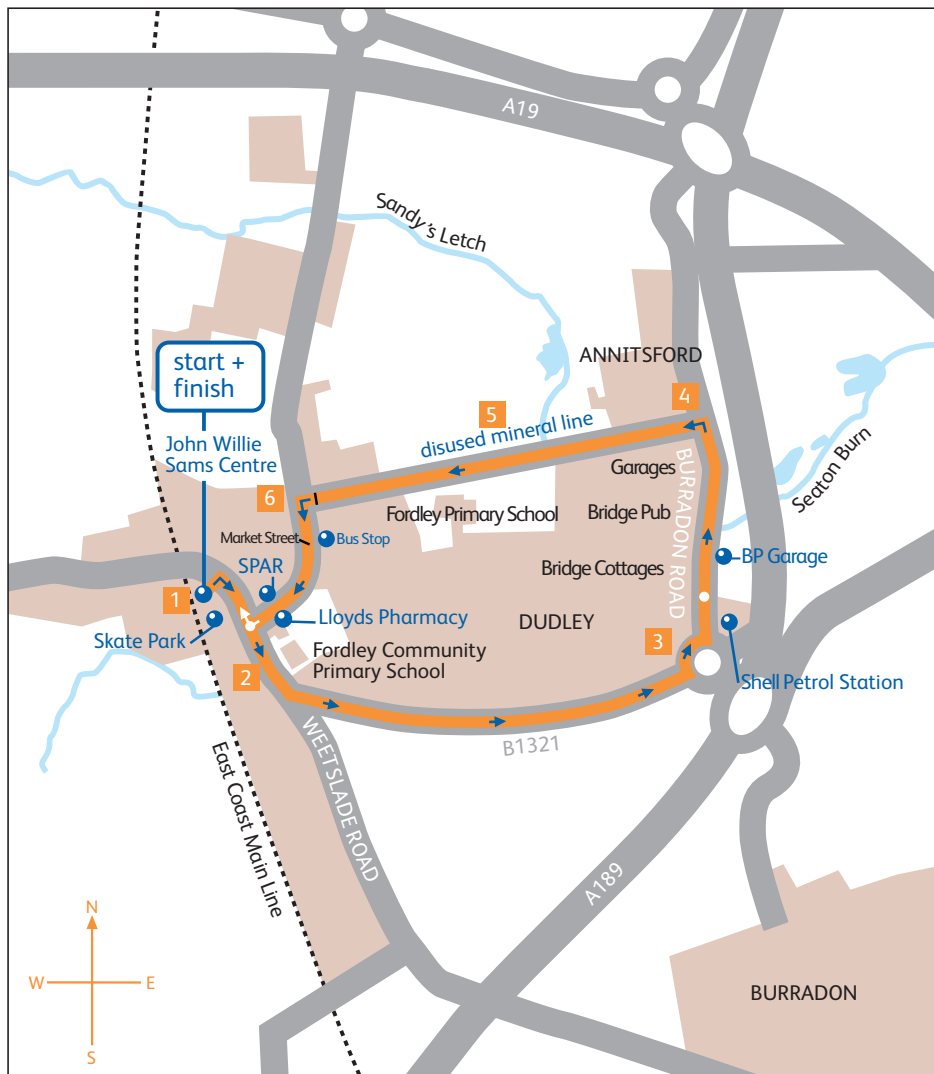 A19
Sandy's Letch
ANNITSFORD
start +
finish
John Willie
Sams Centre
4
5
disused mineral line
6
Garages
BURRADON ROAD
Seaton Burn
Fordley Primary School
Bridge Pub
Market Street
Bus Stop
SPAR
Bridge Cottages
BP Garage
1
Skate Park
Lloyds Pharmacy
DUDLEY
2
Fordley Community
Primary School
3
Shell Petrol Station
B1321
WEETSLADE ROAD
East Coast Main Line
A189
N
W
E
S
BURRADON